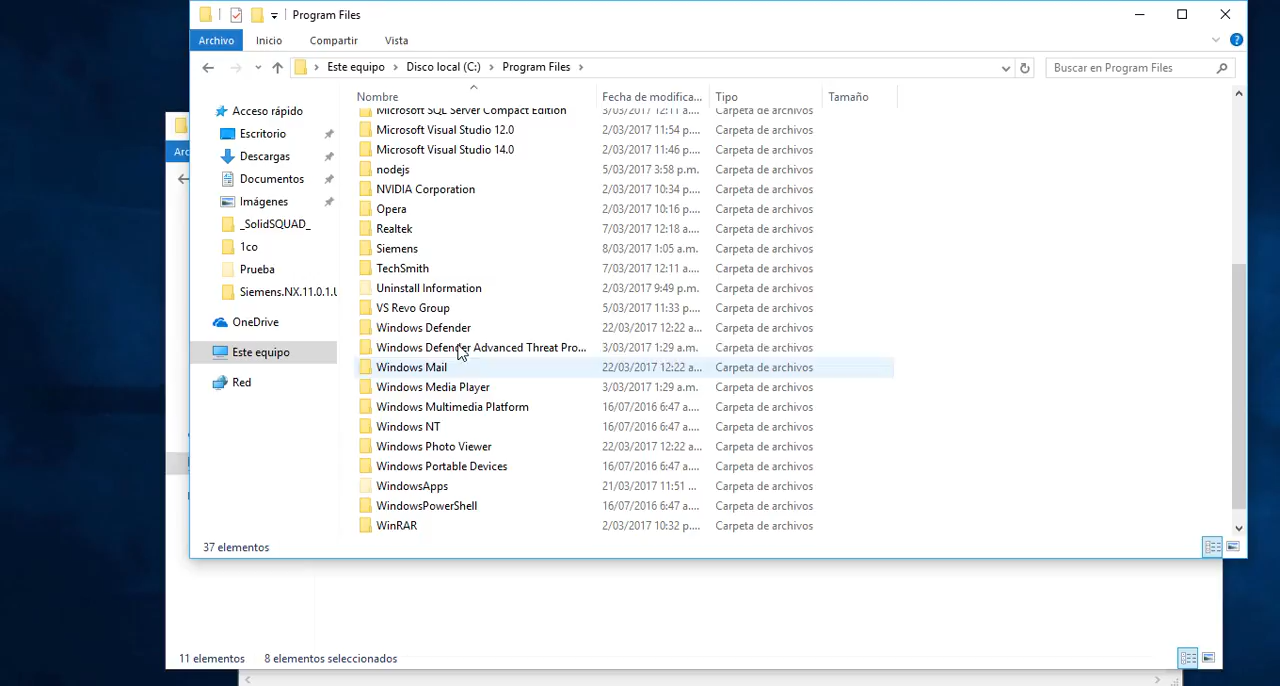 Program Files
Archivo Inicio Compartir Vista
Este equipo Disco local (C:) Program Files Buscar en Program Files
Nombre Fecha de modifica... Tipo Tamaño
Acceso rápido
Escritorio
Descargas
Documentos
Imágenes
_SolidSQUAD_
1co
Prueba
Siemens.NX.11.0.1.U
OneDrive
Este equipo
Red
Microsoft SQL Server Compact Edition 3/03/2017 12:11 a.... Carpeta de archivos
Microsoft Visual Studio 12.0 2/03/2017 11:54 p.... Carpeta de archivos
Microsoft Visual Studio 14.0 2/03/2017 11:46 p.... Carpeta de archivos
nodejs 5/03/2017 3:58 p.m. Carpeta de archivos
NVIDIA Corporation 2/03/2017 10:34 p.... Carpeta de archivos
Opera 2/03/2017 10:16 p.... Carpeta de archivos
Realtek 7/03/2017 12:18 a.... Carpeta de archivos
Siemens 8/03/2017 1:05 a.m. Carpeta de archivos
TechSmith 7/03/2017 12:11 a.... Carpeta de archivos
Uninstall Information 2/03/2017 9:49 p.m. Carpeta de archivos
VS Revo Group 5/03/2017 11:33 p.... Carpeta de archivos
Windows Defender 22/03/2017 12:22 a... Carpeta de archivos
Windows Defender Advanced Threat Pro... 3/03/2017 1:29 a.m. Carpeta de archivos
Windows Mail 22/03/2017 12:22 a... Carpeta de archivos
Windows Media Player 3/03/2017 1:29 a.m. Carpeta de archivos
Windows Multimedia Platform 16/07/2016 6:47 a.... Carpeta de archivos
Windows NT 16/07/2016 6:47 a.... Carpeta de archivos
Windows Photo Viewer 22/03/2017 12:22 a... Carpeta de archivos
Windows Portable Devices 16/07/2016 6:47 a.... Carpeta de archivos
WindowsApps 21/03/2017 11:51 ... Carpeta de archivos
WindowsPowerShell 16/07/2016 6:47 a.... Carpeta de archivos
WinRAR 2/03/2017 10:32 p.... Carpeta de archivos
37 elementos
Arc
11 elementos 8 elementos seleccionados